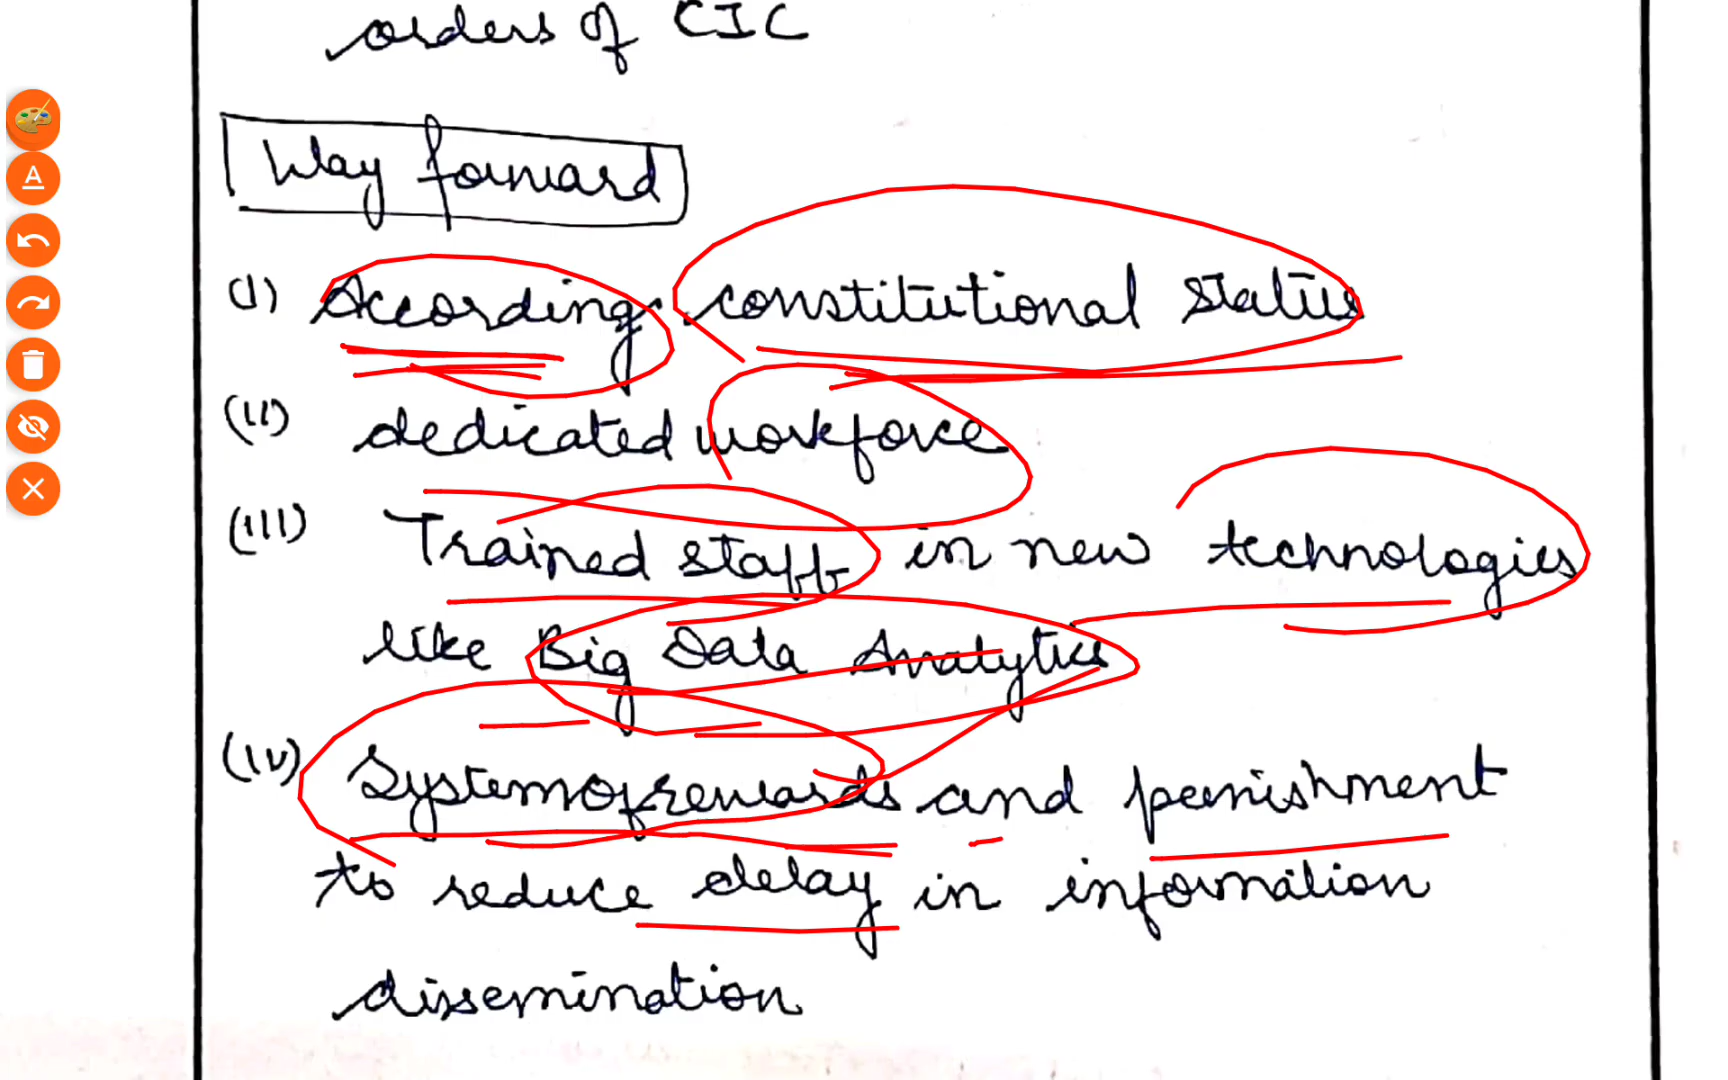 orders of CIC
Way forward
(I) According constitutional status
(II) dedicated workforce
(III) Trained staff in new technologies
like Big Data Analytics
(IV) System of rewards and punishment
to reduce delay in information
dissemination
A